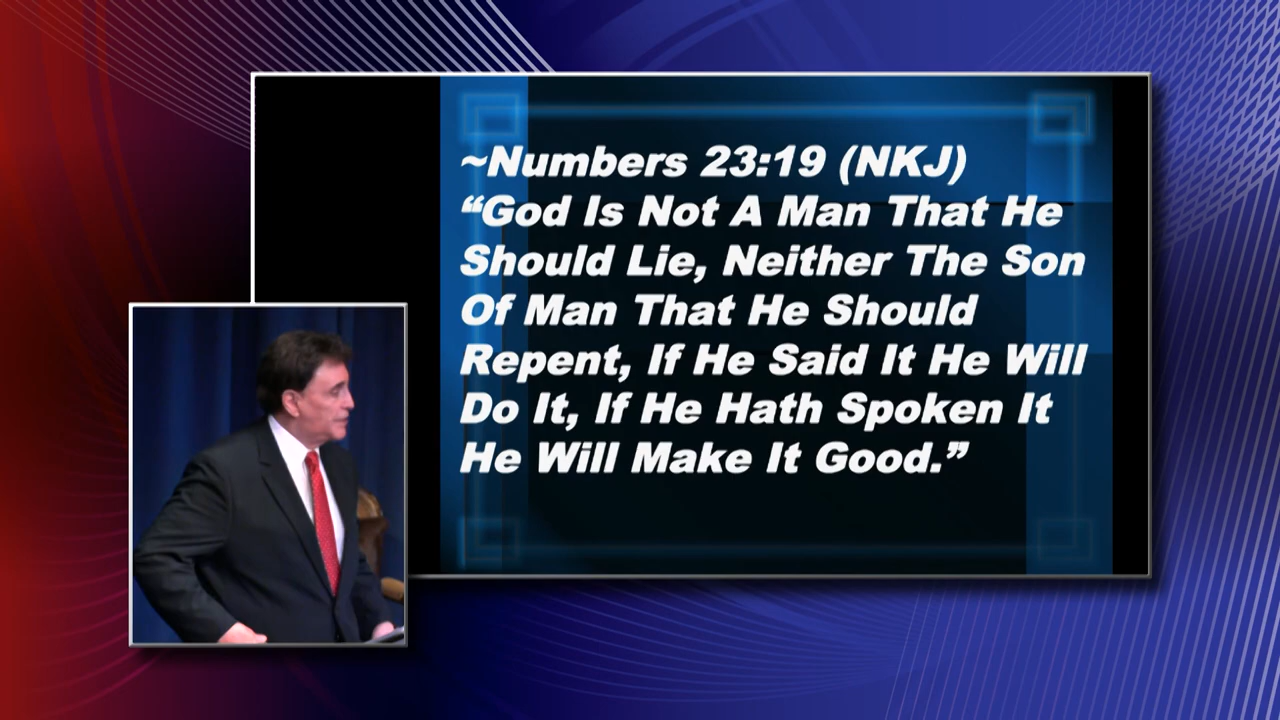 ~Numbers 23:19 (NKJ)
“God Is Not A Man That He
Should Lie, Neither The Son
Of Man That He Should
Repent, If He Said It He Will
Do It, If He Hath Spoken It
He Will Make It Good.”